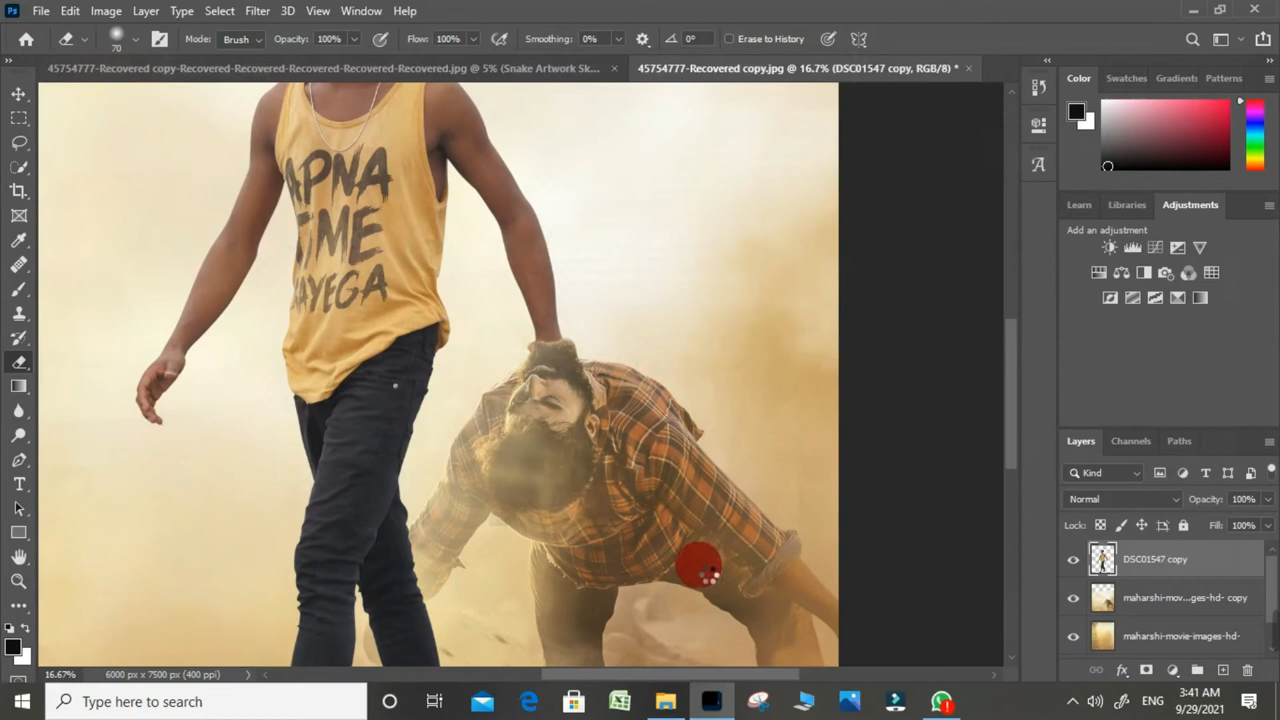 Ps File Edit Image Layer Type Select Filter 3D View Window Help
70 Mode: Brush Opacity: 100% Flow: 100% Smoothing: 0% 0° Erase to History
45754777-Recovered copy-Recovered-Recovered-Recovered-Recovered-Recovered.jpg @ 5% (Snake Artwork Sk... × 45754777-Recovered copy.jpg @ 16.7% (DSC01547 copy, RGB/8) * ×
Color Swatches Gradients Patterns
APNA
TIME
AAYEGA
Learn Libraries Adjustments
Add an adjustment
Layers Channels Paths
Kind
Normal Opacity: 100%
Lock: Fill: 100%
DSC01547 copy
maharshi-mov...ges-hd- copy
maharshi-movie-images-hd-
16.67% 6000 px x 7500 px (400 ppi)
Type here to search
ENG
3:41 AM
9/29/2021